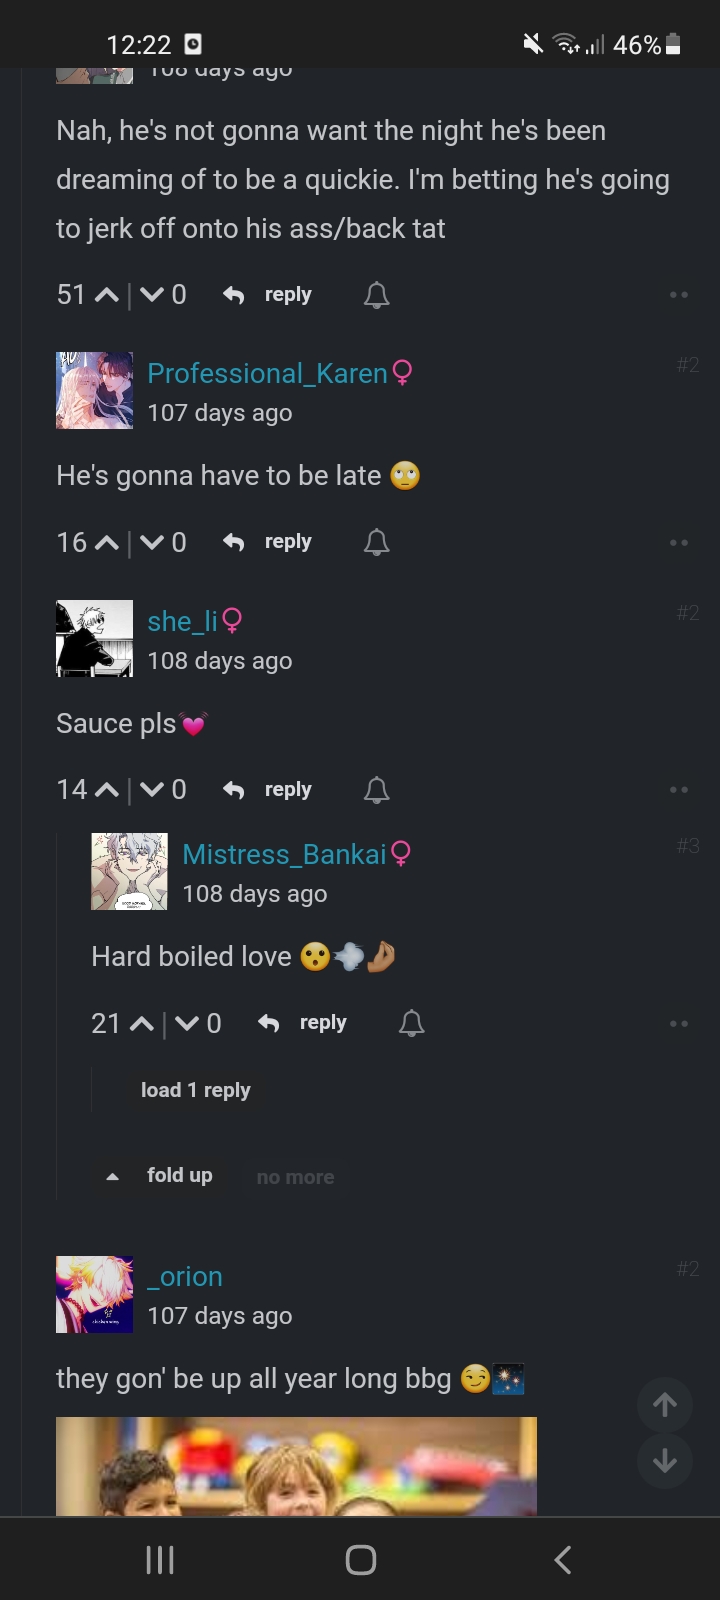 12:22
46%
108 days ago
Nah, he's not gonna want the night he's been
dreaming of to be a quickie. I'm betting he's going
to jerk off onto his ass/back tat
51 | 0 reply
Professional_Karen♀ #2
107 days ago
He's gonna have to be late 🙄
16 | 0 reply
she_li♀ #2
108 days ago
Sauce pls💓
14 | 0 reply
Mistress_Bankai♀ #3
108 days ago
Hard boiled love 😮💨🤌🏽
21 | 0 reply
load 1 reply
fold up no more
_orion #2
107 days ago
they gon' be up all year long bbg 😏🎇